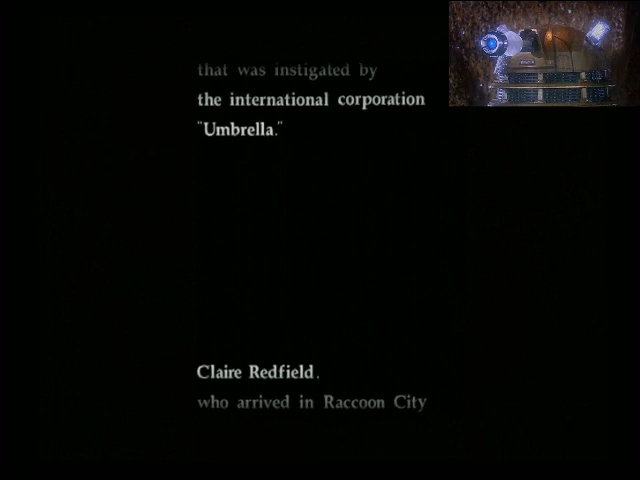 that was instigated by
the international corporation
"Umbrella."
Claire Redfield,
who arrived in Raccoon City